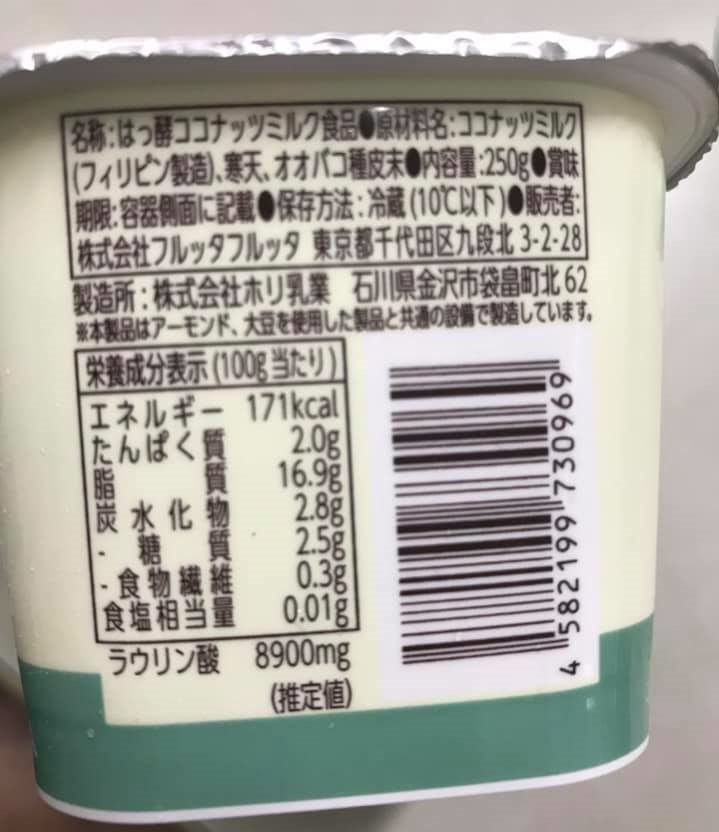 名称:はっ酵ココナッツミルク食品●原材料名:ココナッツミルク
(フィリピン製造)、寒天、オオバコ種皮末●内容量:250g●賞味
期限:容器側面に記載●保存方法:冷蔵(10℃以下)●販売者:
株式会社フルッタフルッタ 東京都千代田区九段北 3-2-28
製造所:株式会社ホリ乳業 石川県金沢市袋畠町北 62
※本製品はアーモンド、大豆を使用した製品と共通の設備で製造しています。
栄養成分表示(100g当たり)
エネルギー 171kcal
たんぱく質 2.0g
脂質 16.9g
炭水化物 2.8g
- 糖質 2.5g
- 食物繊維 0.3g
食塩相当量 0.01g
ラウリン酸 8900mg
(推定値)
4 582199 730969